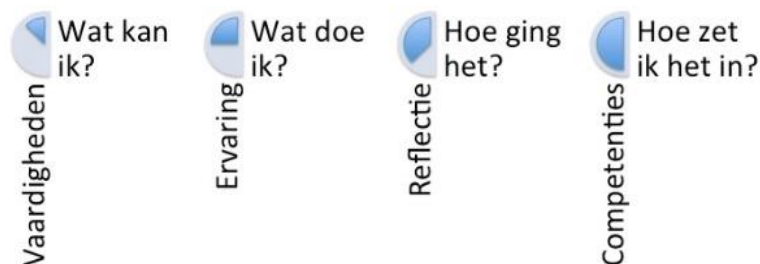 Wat kan
ik?
Vaardigheden
Wat doe
ik?
Ervaring
Hoe ging
het?
Reflectie
Hoe zet
ik het in?
Competenties